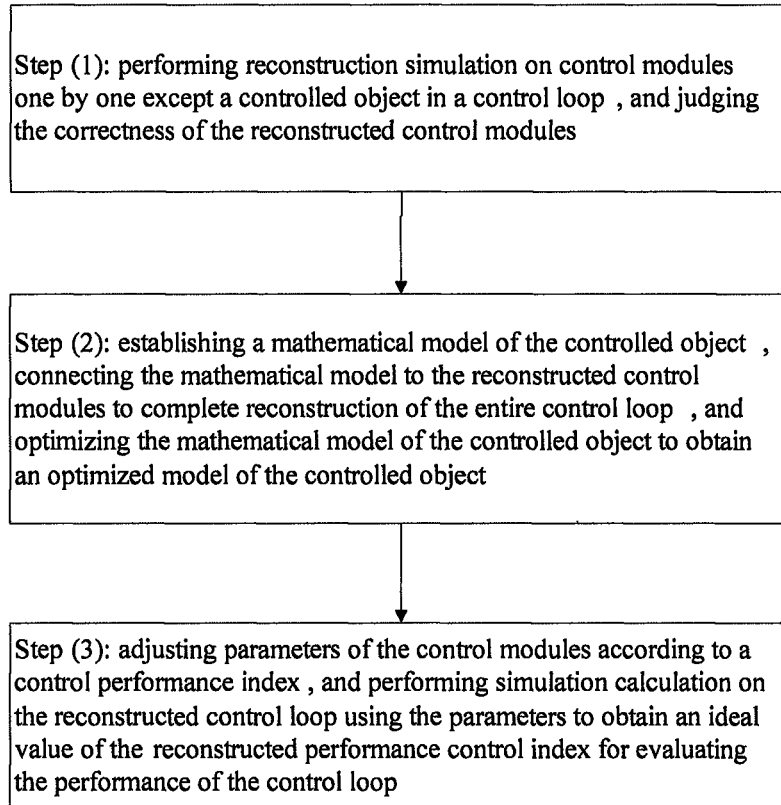 Step (1): performing reconstruction simulation on control modules
one by one except a controlled object in a control loop , and judging
the correctness of the reconstructed control modules
Step (2): establishing a mathematical model of the controlled object ,
connecting the mathematical model to the reconstructed control
modules to complete reconstruction of the entire control loop , and
optimizing the mathematical model of the controlled object to obtain
an optimized model of the controlled object
Step (3): adjusting parameters of the control modules according to a
control performance index , and performing simulation calculation on
the reconstructed control loop using the parameters to obtain an ideal
value of the reconstructed performance control index for evaluating
the performance of the control loop